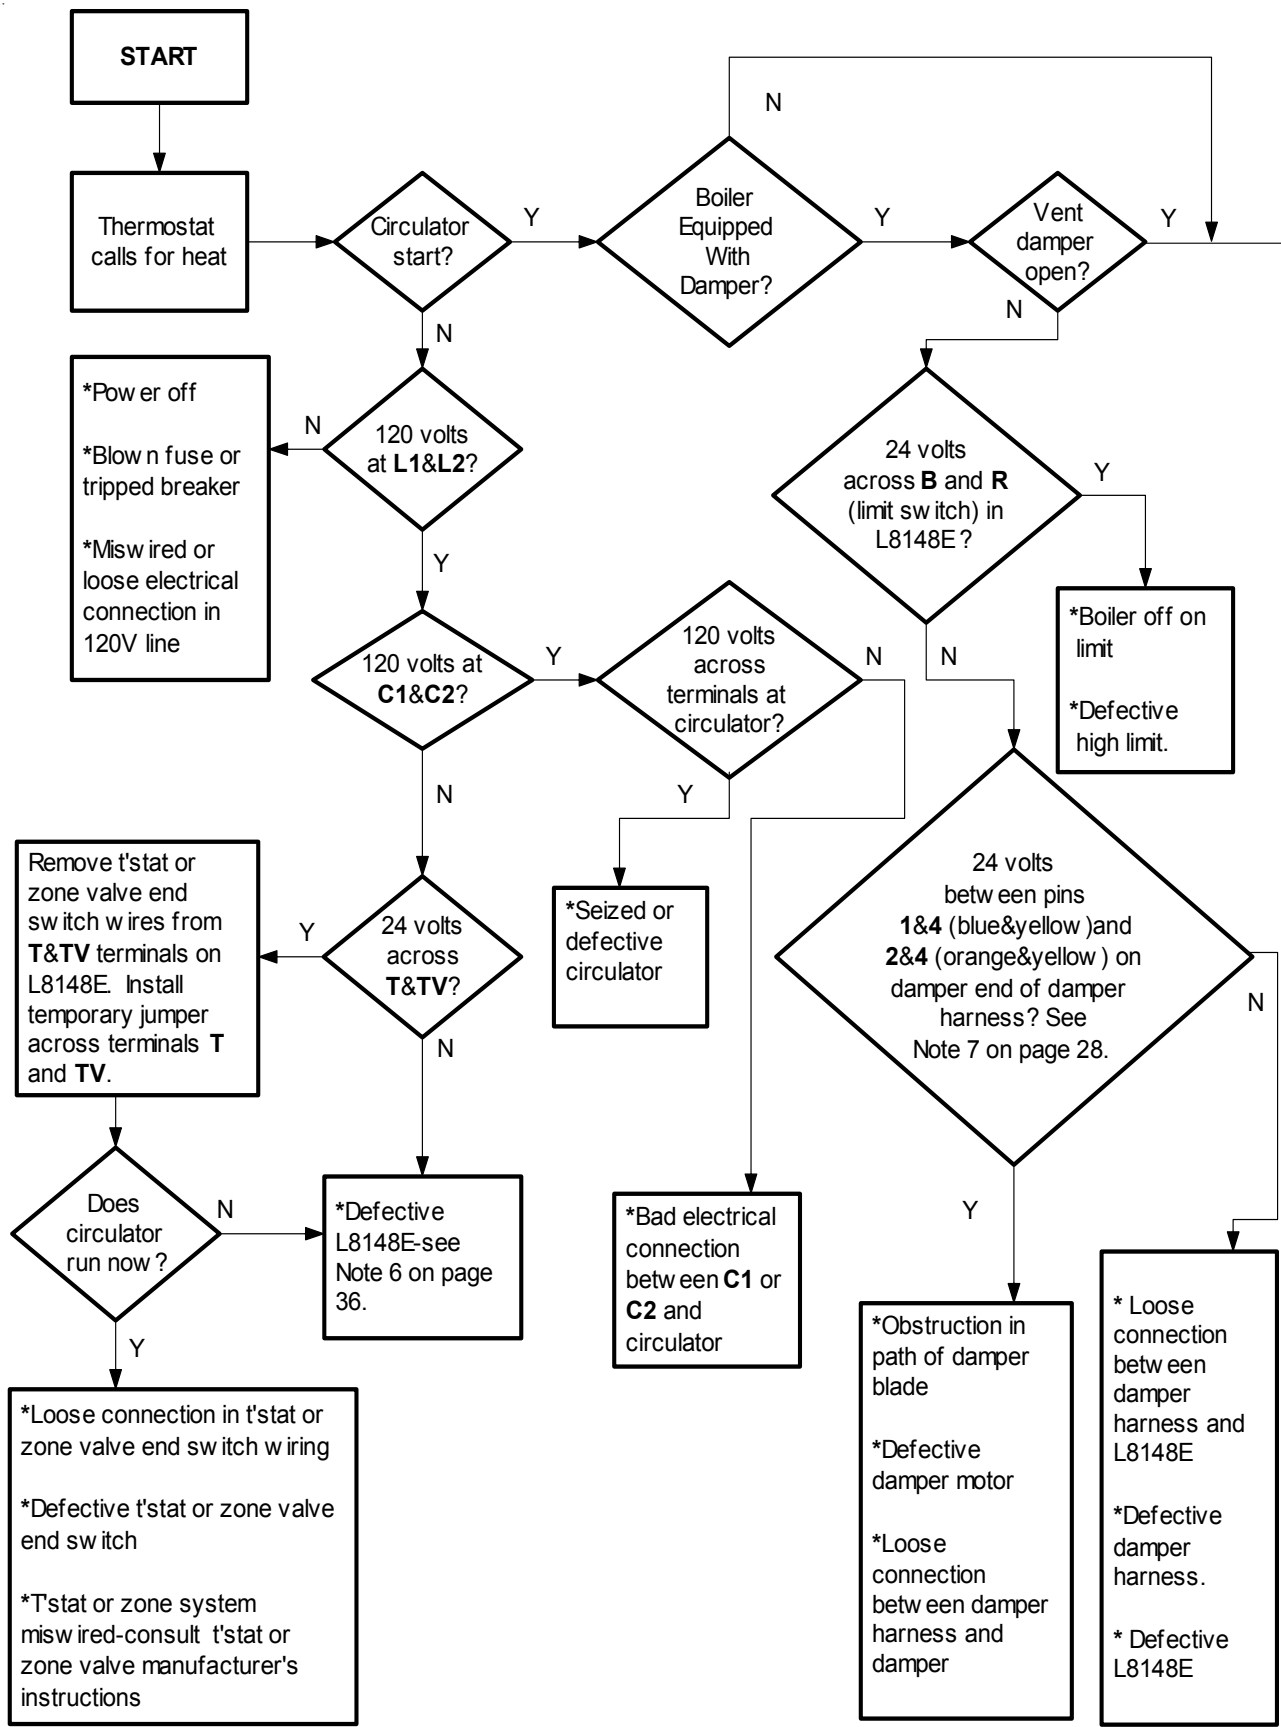 START
Thermostat
calls for heat
Circulator
start?
Y
N
Boiler
Equipped
With
Damper?
N
Y
Vent
damper
open?
Y
N
*Power off
*Blown fuse or
tripped breaker
*Miswired or
loose electrical
connection in
120V line
N
120 volts
at L1&L2?
Y
24 volts
across B and R
(limit switch) in
L8148E?
Y
N
*Boiler off on
limit
*Defective
high limit.
120 volts at
C1&C2?
Y
N
120 volts
across
terminals at
circulator?
N
Y
Remove t'stat or
zone valve end
switch wires from
T&TV terminals on
L8148E. Install
temporary jumper
across terminals T
and TV.
Y
24 volts
across
T&TV?
N
*Seized or
defective
circulator
24 volts
between pins
1&4 (blue&yellow)and
2&4 (orange&yellow) on
damper end of damper
harness? See
Note 7 on page 28.
N
Y
Does
circulator
run now?
N
Y
*Defective
L8148E-see
Note 6 on page
36.
*Bad electrical
connection
between C1 or
C2 and
circulator
*Obstruction in
path of damper
blade
*Defective
damper motor
*Loose
connection
between damper
harness and
damper
* Loose
connection
between
damper
harness and
L8148E
*Defective
damper
harness.
* Defective
L8148E
*Loose connection in t'stat or
zone valve end switch wiring
*Defective t'stat or zone valve
end switch
*T'stat or zone system
miswired-consult t'stat or
zone valve manufacturer's
instructions